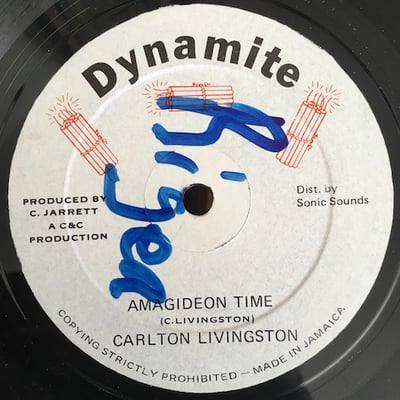 Dynamite
PRODUCED BY
C. JARRETT
A C&C
PRODUCTION
Dist. by
Sonic Sounds
AMAGIDEON TIME
(C. LIVINGSTON)
CARLTON LIVINGSTON
COPYING STRICTLY PROHIBITED — MADE IN JAMAICA